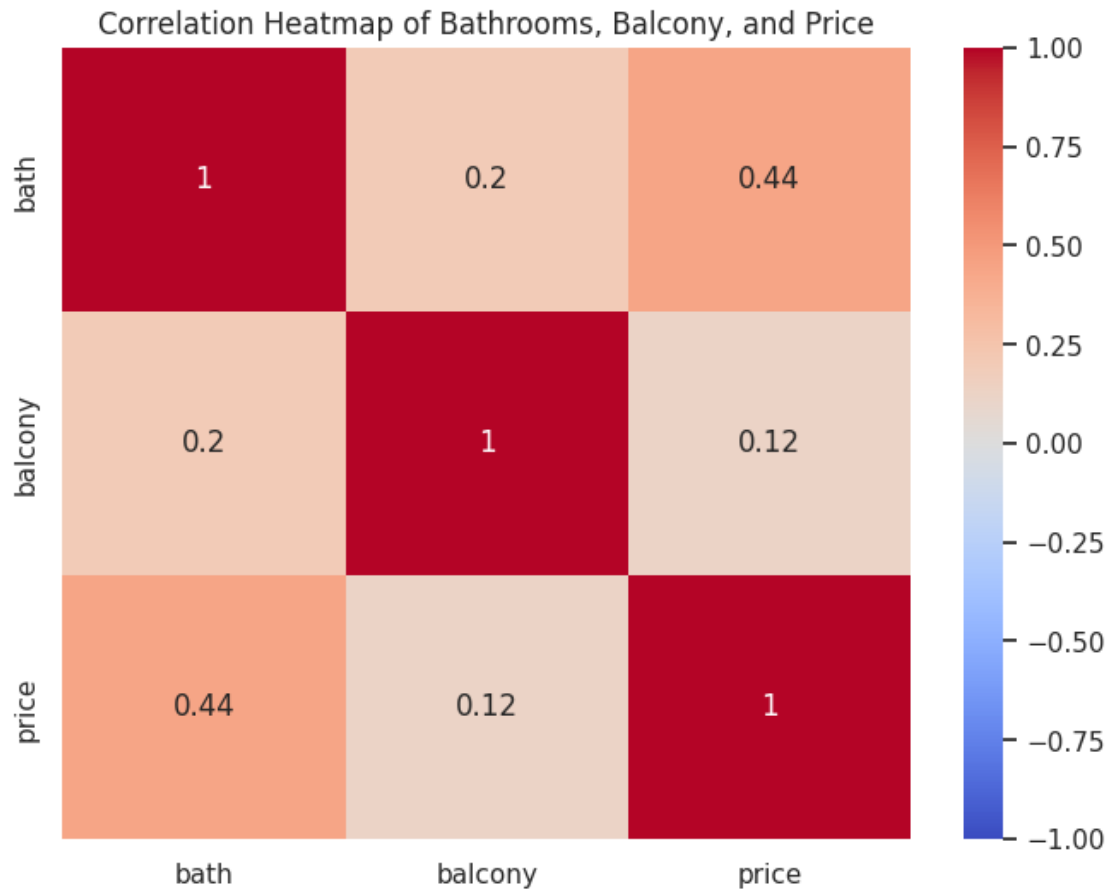 Correlation Heatmap of Bathrooms, Balcony, and Price
bath
1
0.2
0.44
balcony
0.2
1
0.12
price
0.44
0.12
1
bath
balcony
price
1.00
0.75
0.50
0.25
0.00
−0.25
−0.50
−0.75
−1.00